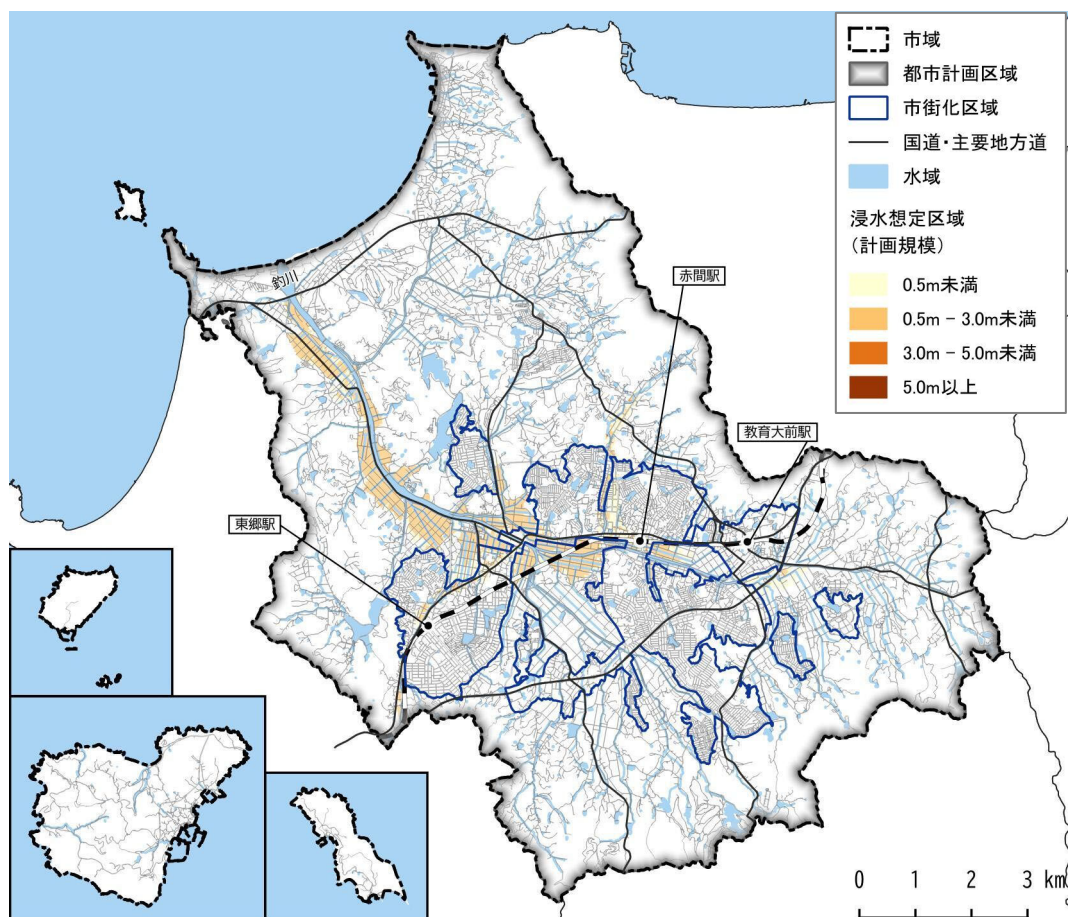 市域
都市計画区域
市街化区域
国道・主要地方道
水域
浸水想定区域
(計画規模)
0.5m未満
0.5m － 3.0m未満
3.0m － 5.0m未満
5.0m以上
釣川
赤間駅
教育大前駅
東郷駅
0 1 2 3 km